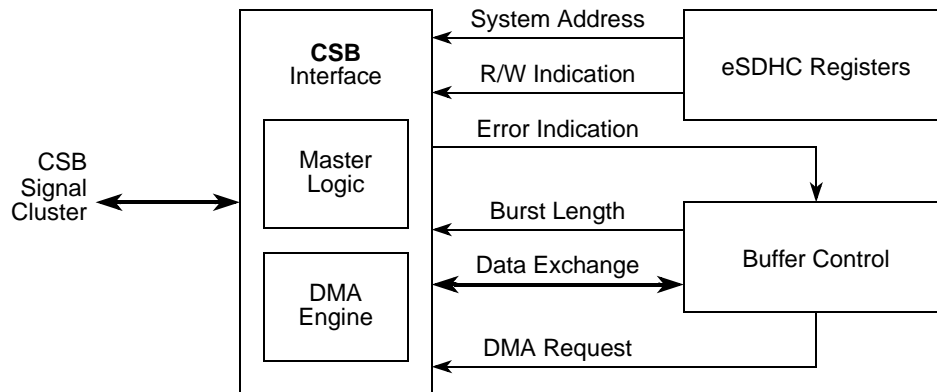 System Address
CSB
Interface
eSDHC Registers
R/W Indication
Error Indication
Master
Logic
CSB
Signal
Cluster
Burst Length
Buffer Control
Data Exchange
DMA
Engine
DMA Request